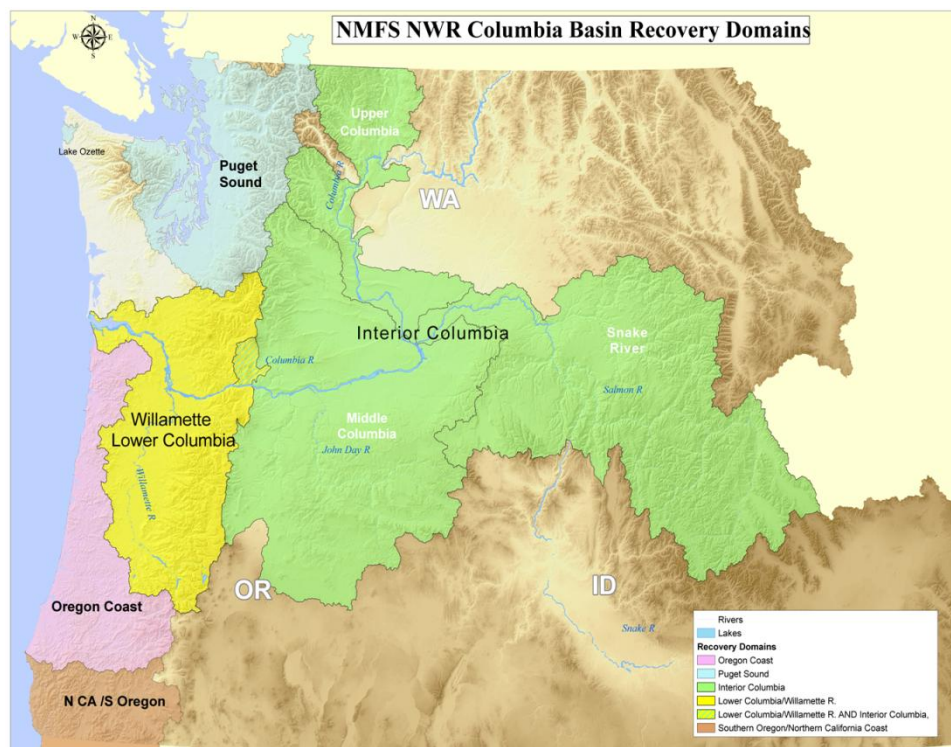 NMFS NWR Columbia Basin Recovery Domains
N
W
E
S
Upper
Columbia
Lake Ozette
Puget
Sound
Columbia R
WA
Interior Columbia
Snake
River
Columbia R
Salmon R
Willamette
Lower Columbia
Middle
Columbia
John Day R
Willamette R
OR
ID
Oregon Coast
Snake R
N CA /S Oregon
Rivers
Lakes
Recovery Domains
Oregon Coast
Puget Sound
Interior Columbia
Lower Columbia/Willamette R.
Lower Columbia/Willamette R. AND Interior Columbia,
Southern Oregon/Northern California Coast